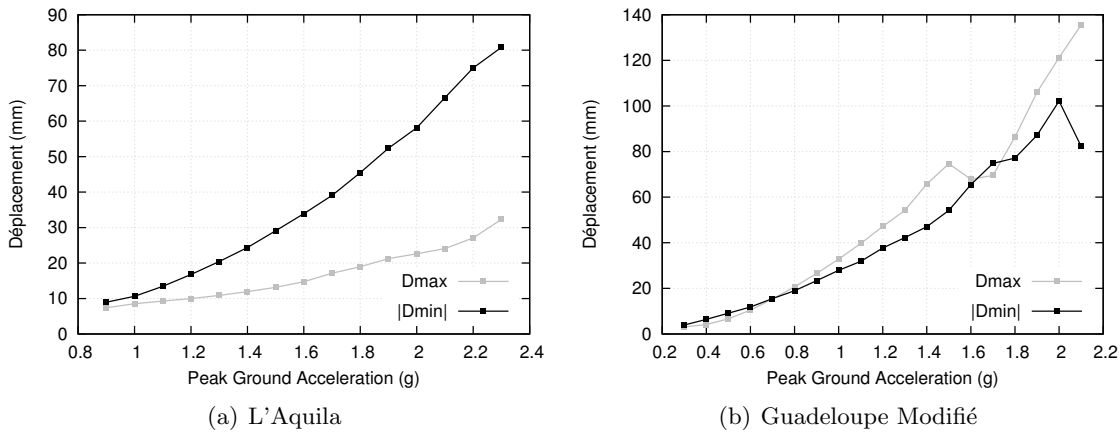 90
80
70
60
50
40
30
20
10
0
Déplacement (mm)
Dmax
|Dmin|
0.8 1 1.2 1.4 1.6 1.8 2 2.2 2.4
Peak Ground Acceleration (g)
(a) L'Aquila
140
120
100
80
60
40
20
0
Déplacement (mm)
Dmax
|Dmin|
0.2 0.4 0.6 0.8 1 1.2 1.4 1.6 1.8 2 2.2
Peak Ground Acceleration (g)
(b) Guadeloupe Modifié